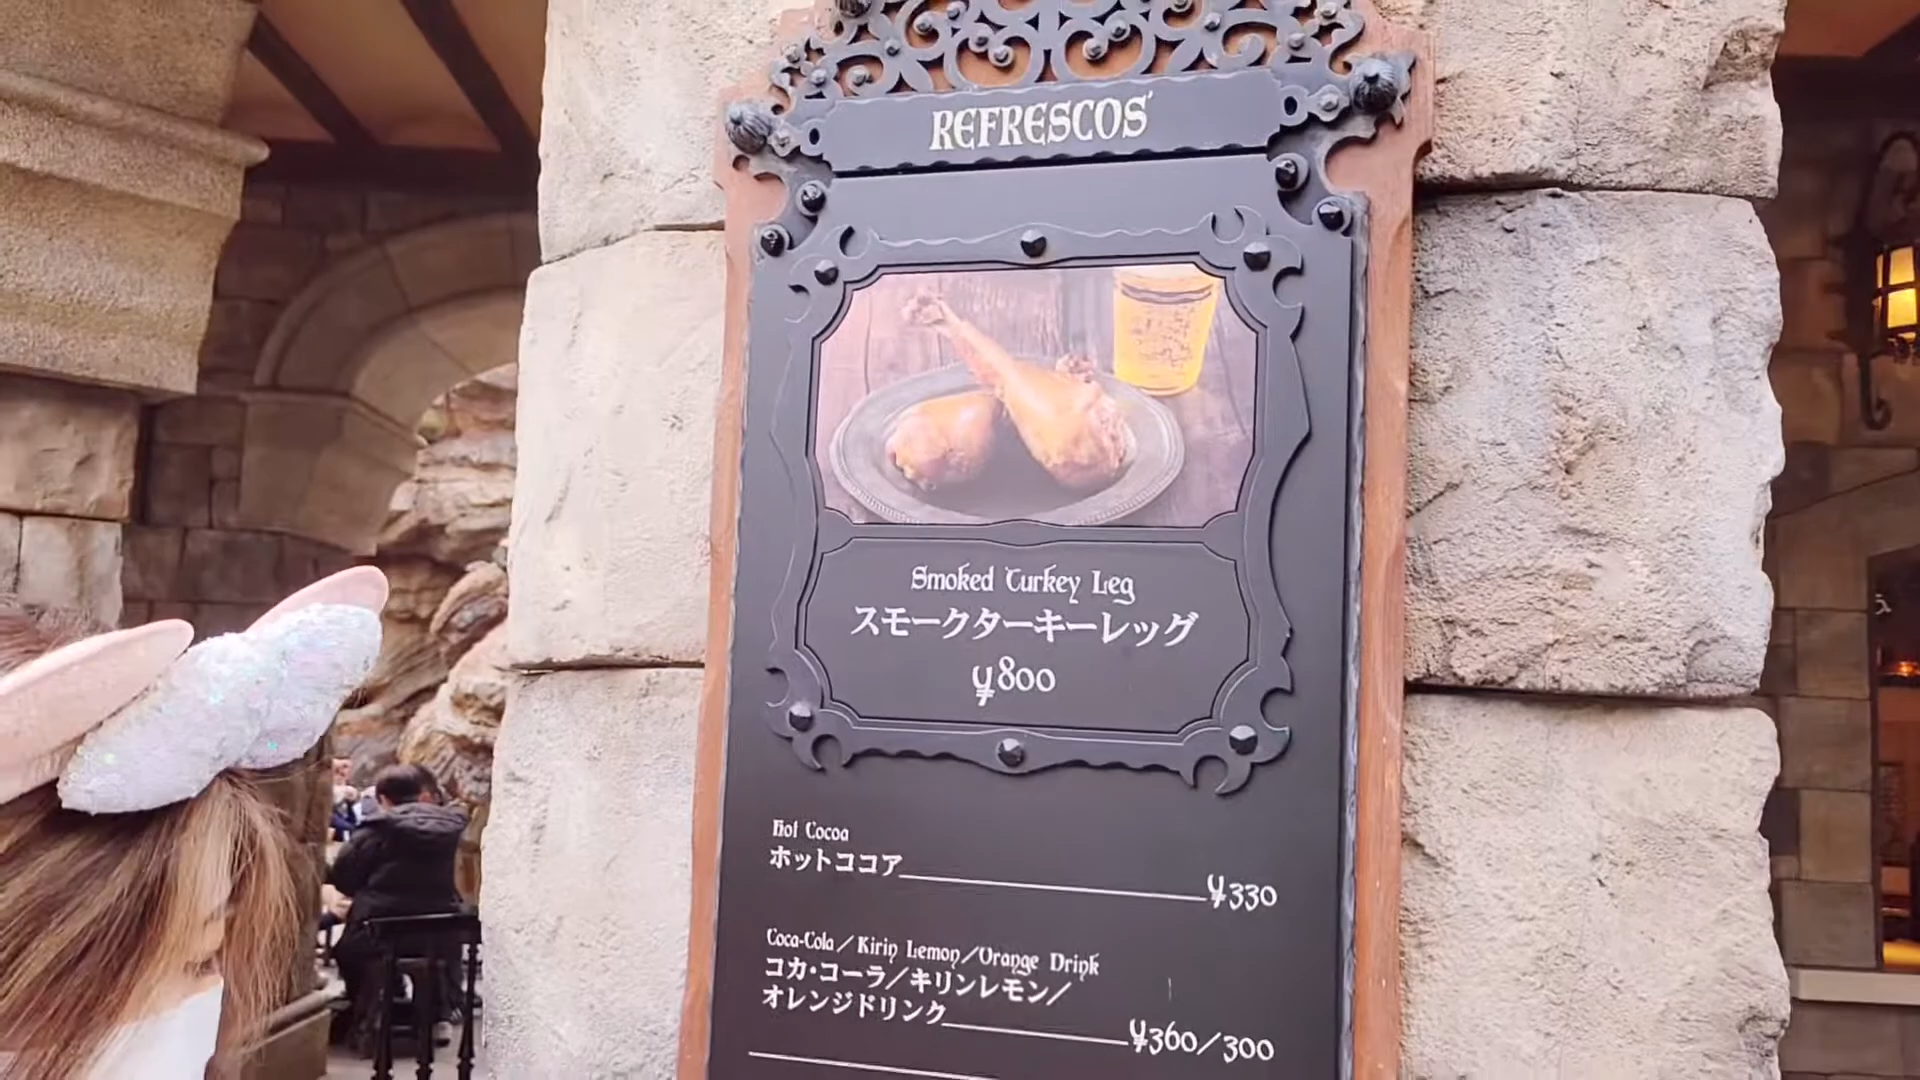 REFRESCOS
Smoked Turkey Leg
スモークターキーレッグ
¥800
Hot Cocoa
ホットココア ¥330
Coca-Cola/Kirin Lemon/Orange Drink
コカ・コーラ/キリンレモン/
オレンジドリンク ¥360/300